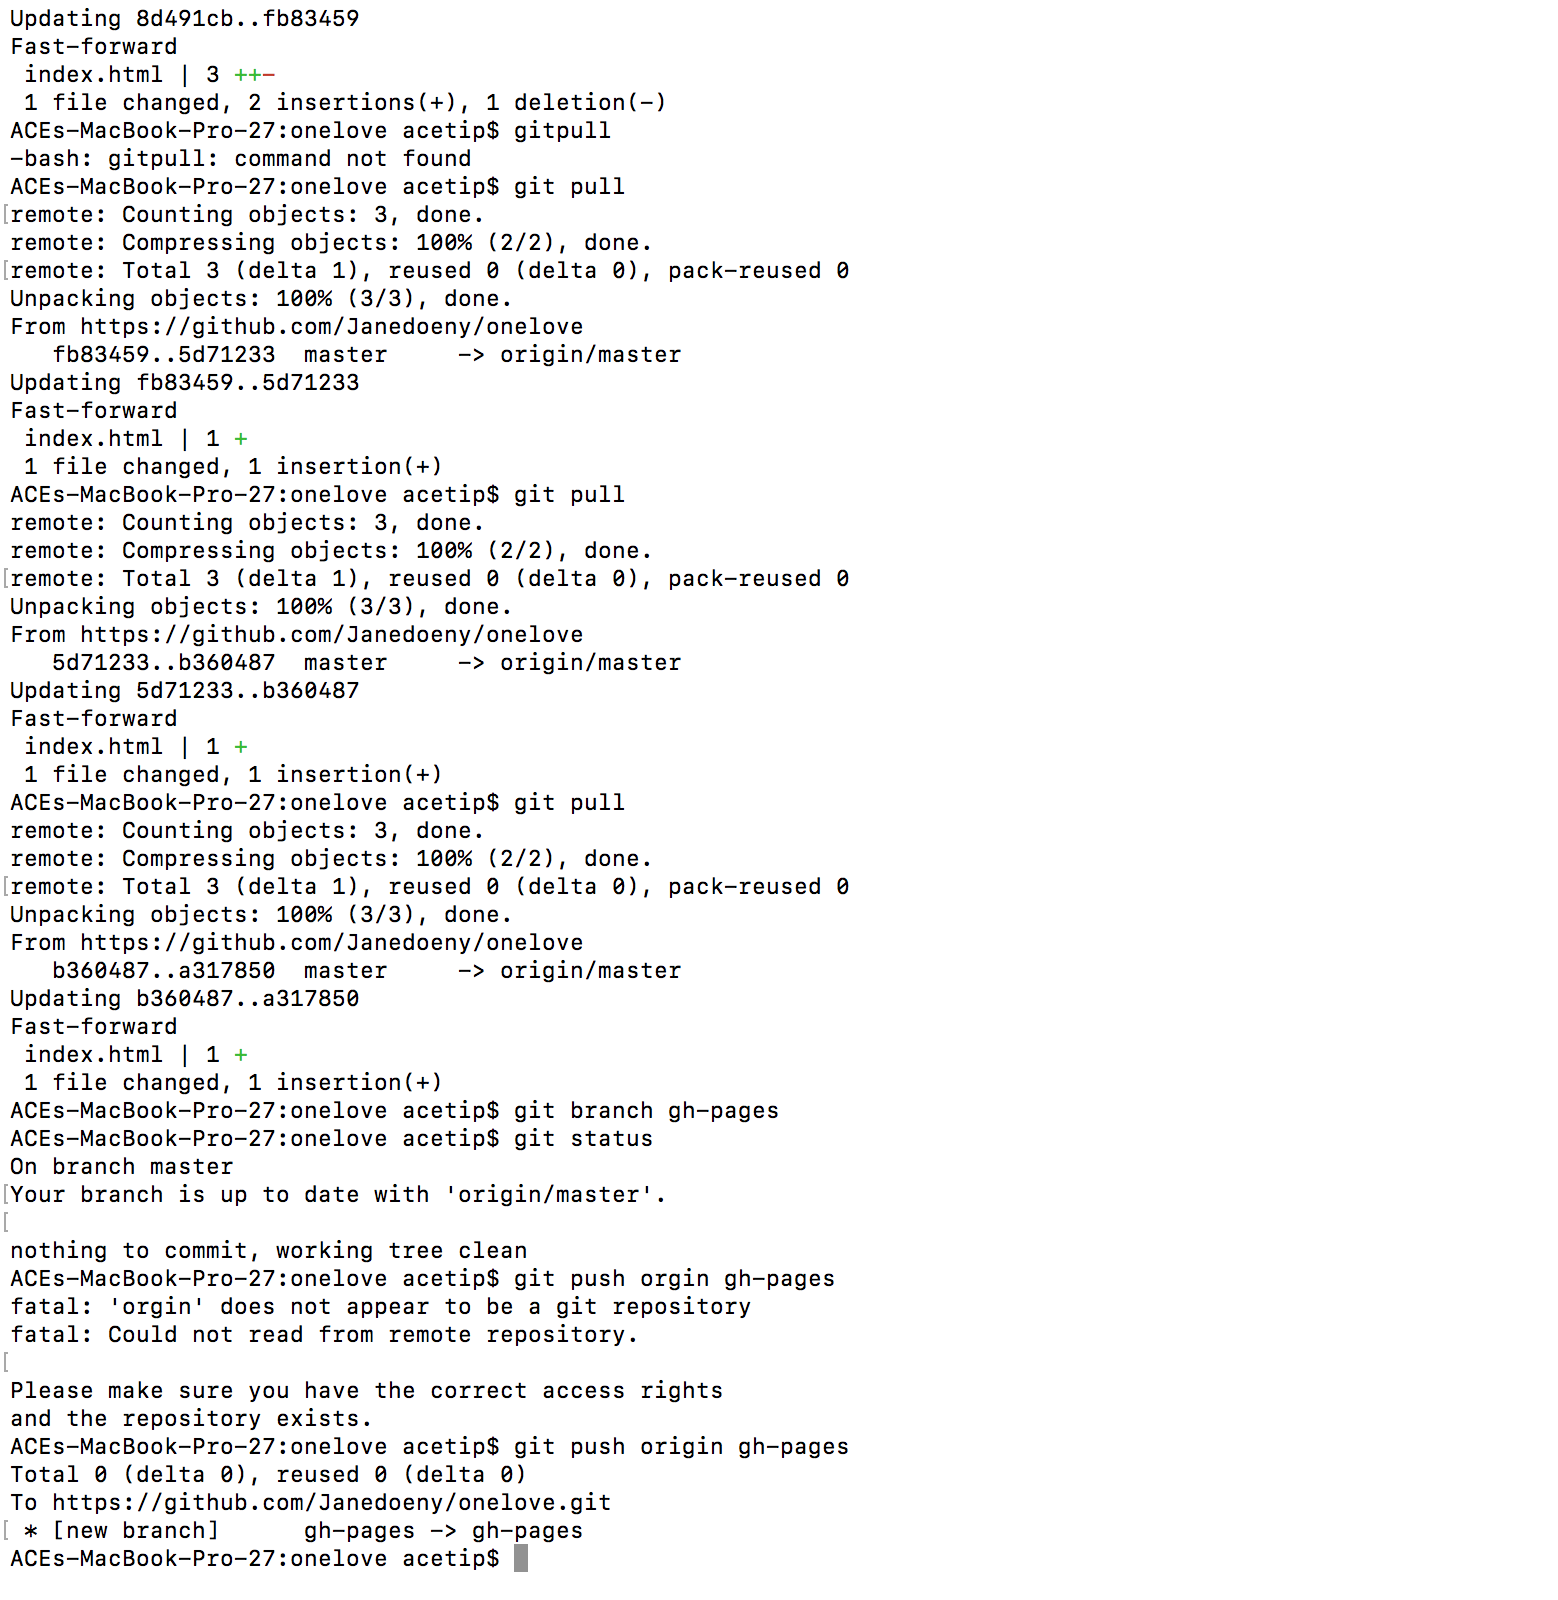 Updating 8d491cb..fb83459
Fast-forward
 index.html | 3 ++-
 1 file changed, 2 insertions(+), 1 deletion(-)
ACEs-MacBook-Pro-27:onelove acetip$ gitpull
-bash: gitpull: command not found
ACEs-MacBook-Pro-27:onelove acetip$ git pull
[remote: Counting objects: 3, done.
remote: Compressing objects: 100% (2/2), done.
[remote: Total 3 (delta 1), reused 0 (delta 0), pack-reused 0
Unpacking objects: 100% (3/3), done.
From https://github.com/Janedoeny/onelove
   fb83459..5d71233  master     -> origin/master
Updating fb83459..5d71233
Fast-forward
 index.html | 1 +
 1 file changed, 1 insertion(+)
ACEs-MacBook-Pro-27:onelove acetip$ git pull
remote: Counting objects: 3, done.
remote: Compressing objects: 100% (2/2), done.
[remote: Total 3 (delta 1), reused 0 (delta 0), pack-reused 0
Unpacking objects: 100% (3/3), done.
From https://github.com/Janedoeny/onelove
   5d71233..b360487  master     -> origin/master
Updating 5d71233..b360487
Fast-forward
 index.html | 1 +
 1 file changed, 1 insertion(+)
ACEs-MacBook-Pro-27:onelove acetip$ git pull
remote: Counting objects: 3, done.
remote: Compressing objects: 100% (2/2), done.
[remote: Total 3 (delta 1), reused 0 (delta 0), pack-reused 0
Unpacking objects: 100% (3/3), done.
From https://github.com/Janedoeny/onelove
   b360487..a317850  master     -> origin/master
Updating b360487..a317850
Fast-forward
 index.html | 1 +
 1 file changed, 1 insertion(+)
ACEs-MacBook-Pro-27:onelove acetip$ git branch gh-pages
ACEs-MacBook-Pro-27:onelove acetip$ git status
On branch master
[Your branch is up to date with 'origin/master'.
[
nothing to commit, working tree clean
ACEs-MacBook-Pro-27:onelove acetip$ git push orgin gh-pages
fatal: 'orgin' does not appear to be a git repository
fatal: Could not read from remote repository.
[
Please make sure you have the correct access rights
and the repository exists.
ACEs-MacBook-Pro-27:onelove acetip$ git push origin gh-pages
Total 0 (delta 0), reused 0 (delta 0)
To https://github.com/Janedoeny/onelove.git
[ * [new branch]      gh-pages -> gh-pages
ACEs-MacBook-Pro-27:onelove acetip$